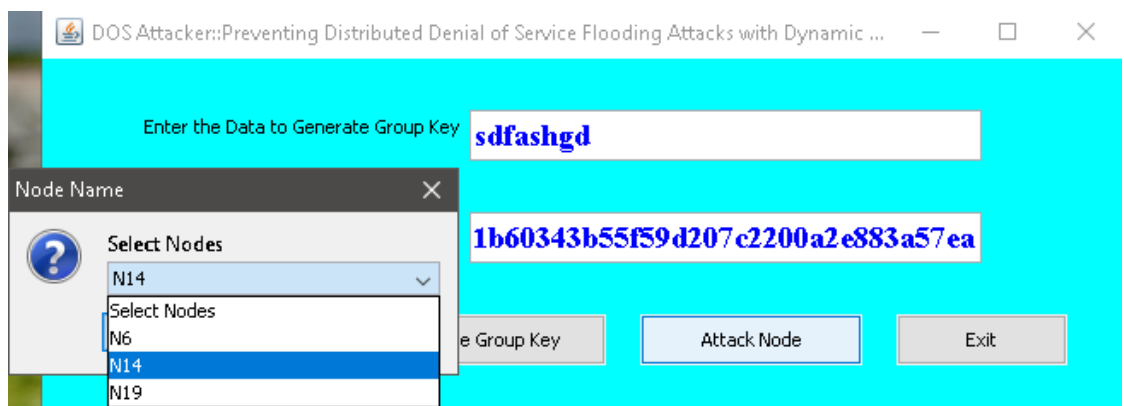 DOS Attacker::Preventing Distributed Denial of Service Flooding Attacks with Dynamic ...
Enter the Data to Generate Group Key
sdfashgd
Node Name
Select Nodes
1b60343b55f59d207c2200a2e883a57ea
N14
Select Nodes
N6
e Group Key
Attack Node
Exit
N14
N19